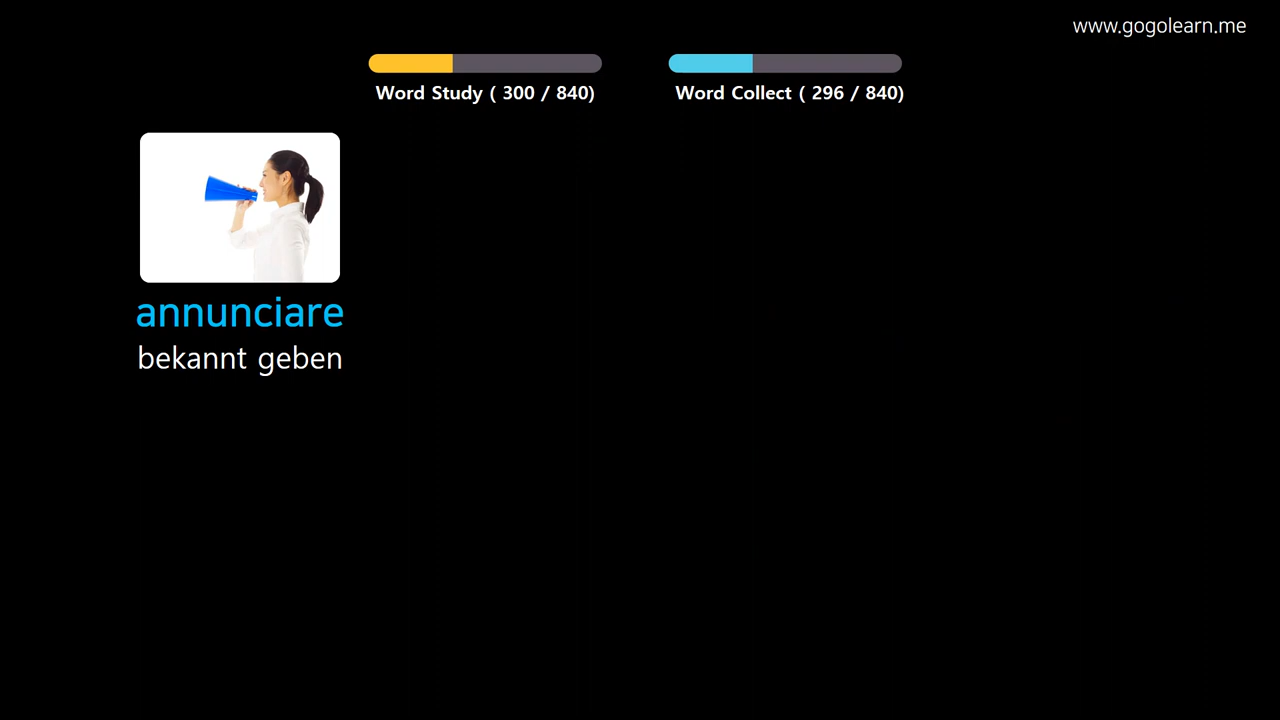 www.gogolearn.me
Word Study ( 300 / 840)
Word Collect ( 296 / 840)
annunciare
bekannt geben